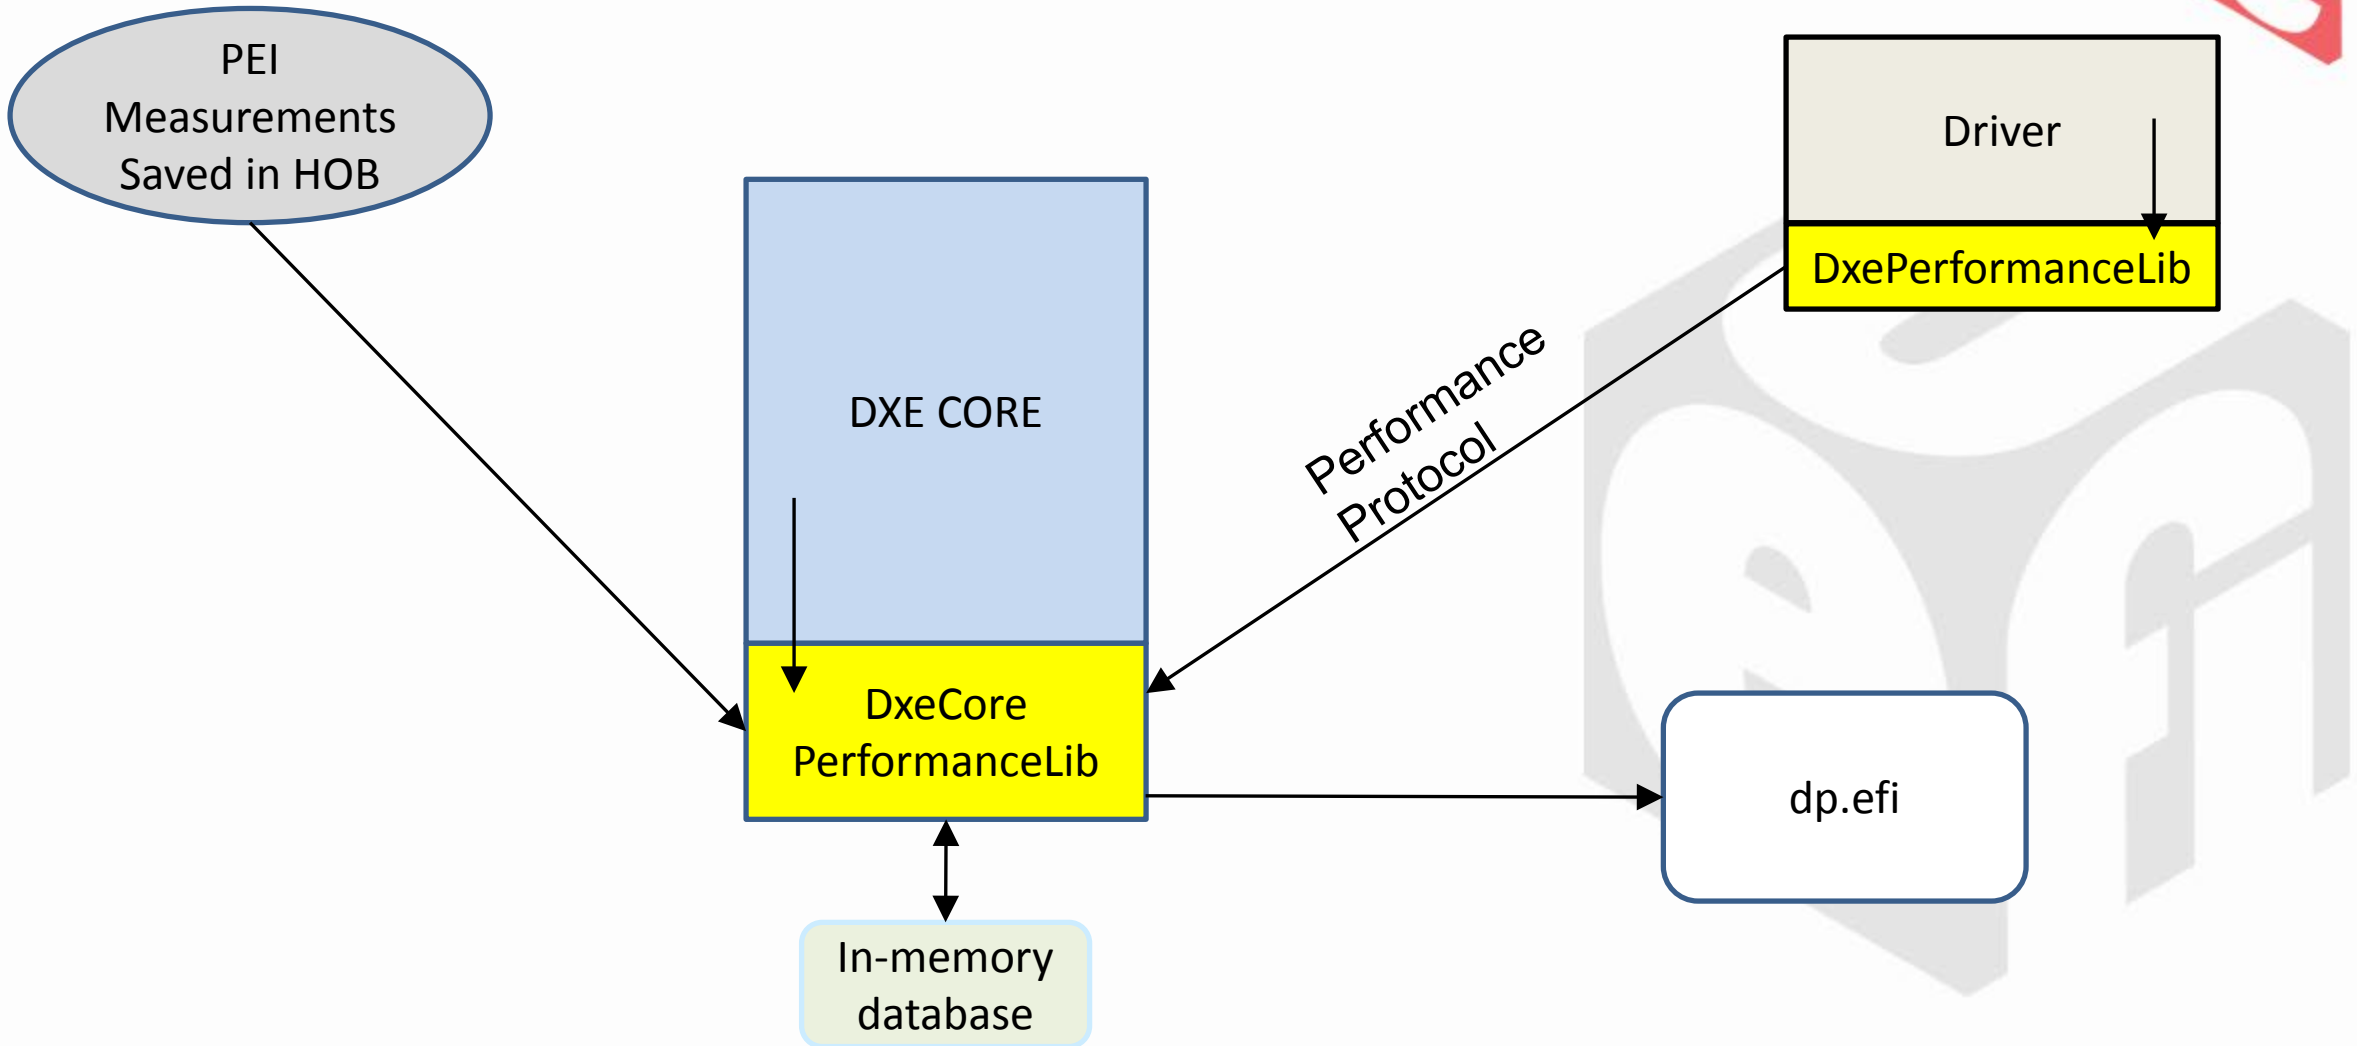 PEI
Measurements
Saved in HOB
Driver
DxePerformanceLib
DXE CORE
Performance
Protocol
DxeCore
PerformanceLib
dp.efi
In-memory
database